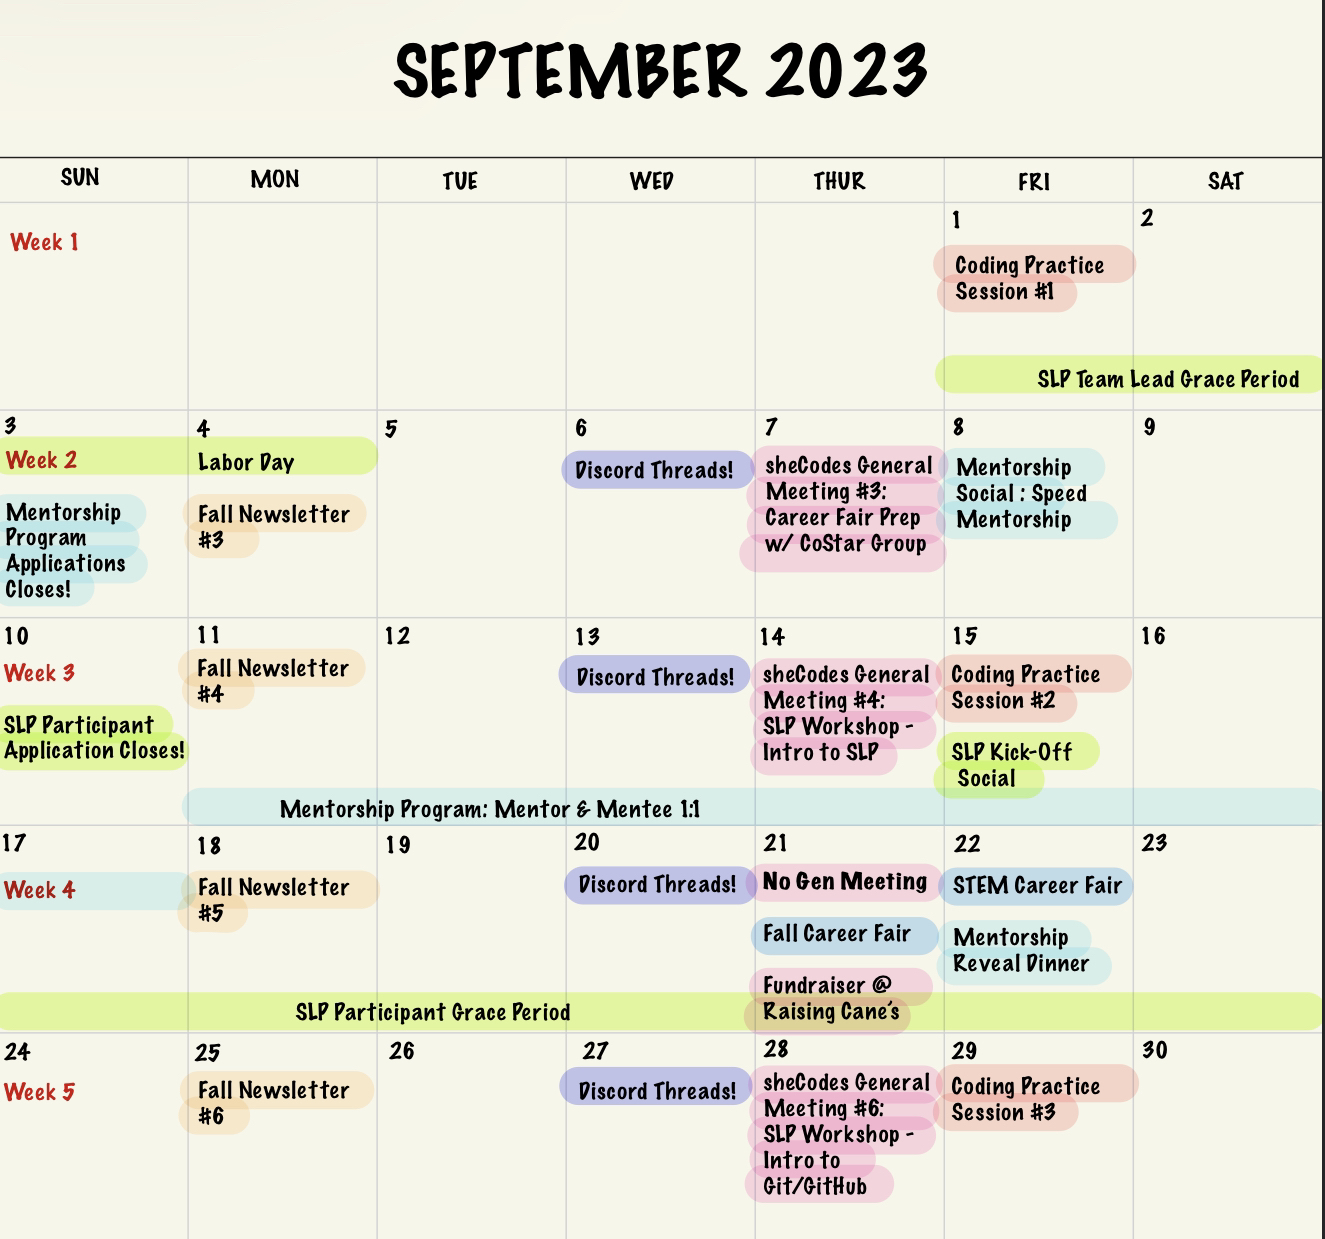 SEPTEMBER 2023
SUN MON TUE WED THUR FRI SAT
Week 1
1
Coding Practice
Session #1
2
SLP Team Lead Grace Period
3
Week 2
Mentorship
Program
Applications
Closes!
4
Labor Day
Fall Newsletter
#3
5
6
Discord Threads!
7
sheCodes General
Meeting #3:
Career Fair Prep
w/ CoStar Group
8
Mentorship
Social : Speed
Mentorship
9
10
Week 3
SLP Participant
Application Closes!
11
Fall Newsletter
#4
12
13
Discord Threads!
14
sheCodes General
Meeting #4:
SLP Workshop -
Intro to SLP
15
Coding Practice
Session #2
SLP Kick-Off
Social
16
Mentorship Program: Mentor & Mentee 1:1
17
Week 4
18
Fall Newsletter
#5
19
20
Discord Threads!
21
No Gen Meeting
Fall Career Fair
Fundraiser @
Raising Cane's
22
STEM Career Fair
Mentorship
Reveal Dinner
23
SLP Participant Grace Period
24
Week 5
25
Fall Newsletter
#6
26
27
Discord Threads!
28
sheCodes General
Meeting #6:
SLP Workshop -
Intro to
Git/GitHub
29
Coding Practice
Session #3
30